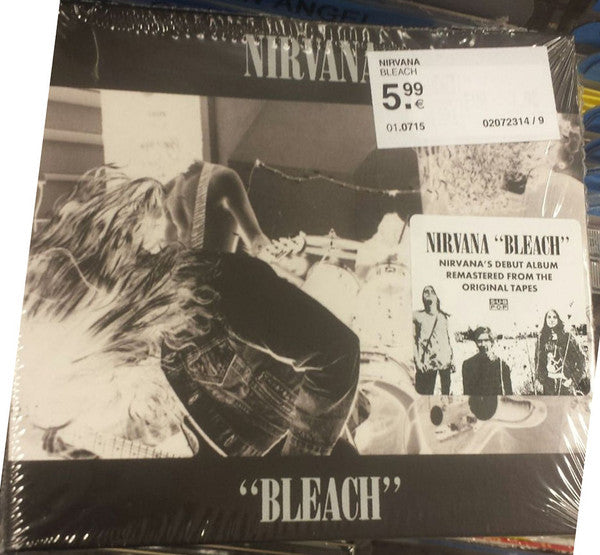 N ANGEL
NIRVANA
NIRVANA
BLEACH
5.99
€
01.0715
02072314 / 9
NIRVANA “BLEACH”
NIRVANA'S DEBUT ALBUM
REMASTERED FROM THE
ORIGINAL TAPES
SUB
POP
“BLEACH”